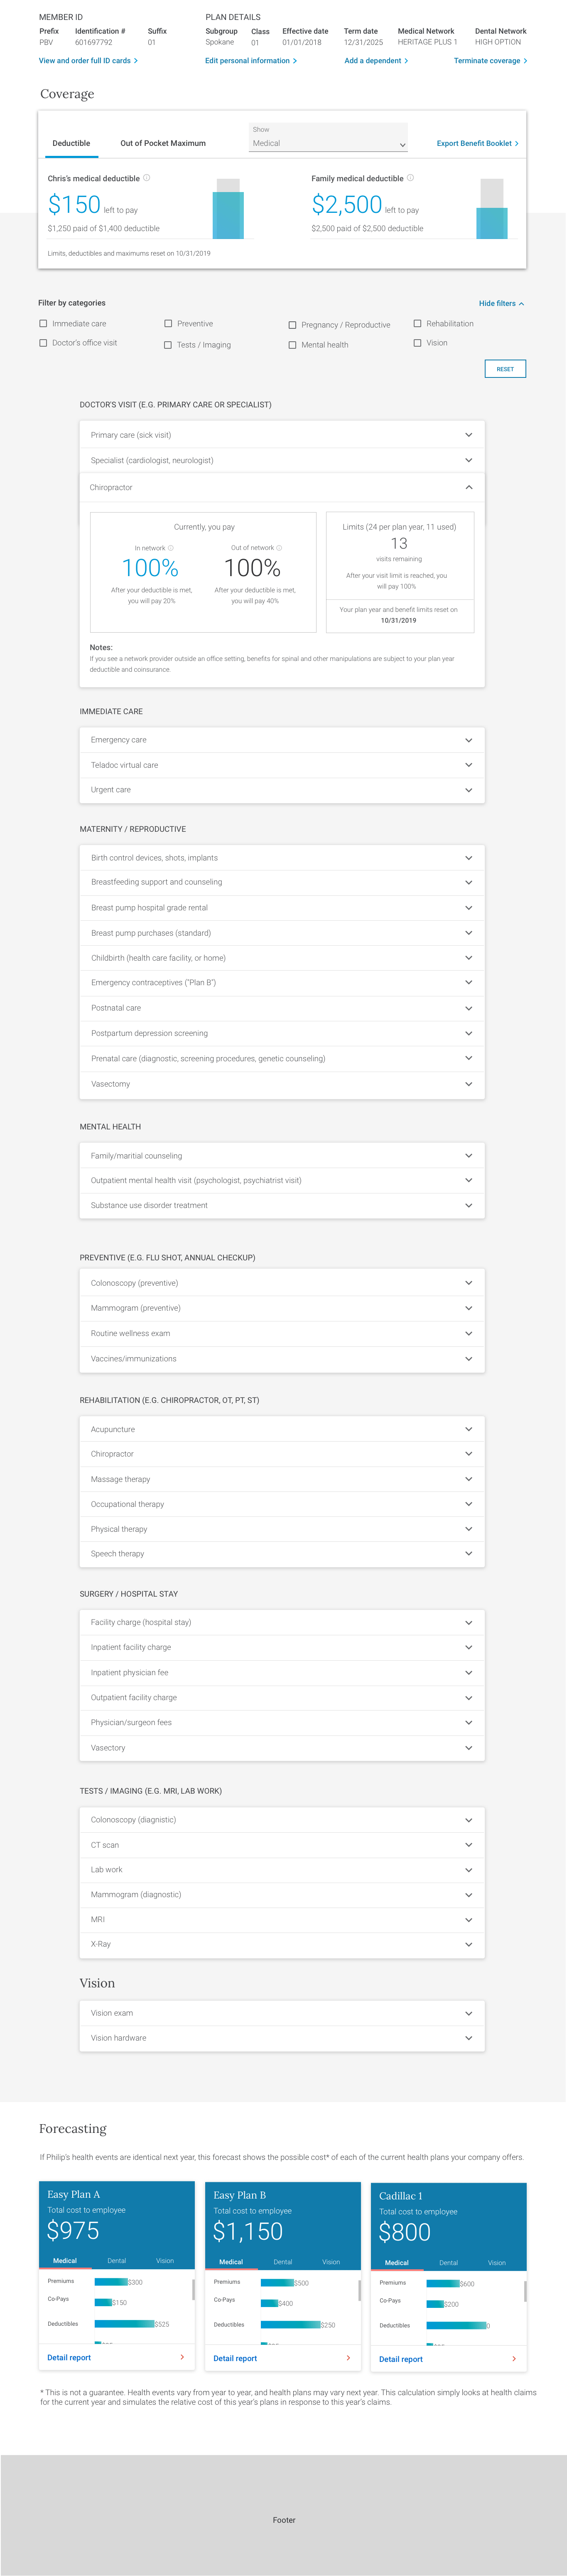 MEMBER ID
PLAN DETAILS
Prefix Identification # Suffix Subgroup Class Effective date Term date Medical Network Dental Network
PBV 601697792 01 Spokane 01 01/01/2018 12/31/2025 HERITAGE PLUS 1 HIGH OPTION
View and order full ID cards Edit personal information Add a dependent Terminate coverage
Coverage
Show
Deductible Out of Pocket Maximum Medical Export Benefit Booklet
Chris's medical deductible Family medical deductible
$150 left to pay $2,500 left to pay
$1,250 paid of $1,400 deductible $2,500 paid of $2,500 deductible
Limits, deductibles and maximums reset on 10/31/2019
Filter by categories Hide filters
Immediate care Preventive Pregnancy / Reproductive Rehabilitation
Doctor's office visit Tests / Imaging Mental health Vision
RESET
DOCTOR'S VISIT (E.G. PRIMARY CARE OR SPECIALIST)
Primary care (sick visit)
Specialist (cardiologist, neurologist)
Chiropractor
Currently, you pay
In network Out of network
100% 100%
After your deductible is met, After your deductible is met,
you will pay 20% you will pay 40%
Limits (24 per plan year, 11 used)
13
visits remaining
After your visit limit is reached, you
will pay 100%
Your plan year and benefit limits reset on
10/31/2019
Notes:
If you see a network provider outside an office setting, benefits for spinal and other manipulations are subject to your plan year
deductible and coinsurance.
IMMEDIATE CARE
Emergency care
Teladoc virtual care
Urgent care
MATERNITY / REPRODUCTIVE
Birth control devices, shots, implants
Breastfeeding support and counseling
Breast pump hospital grade rental
Breast pump purchases (standard)
Childbirth (health care facility, or home)
Emergency contraceptives ("Plan B")
Postnatal care
Postpartum depression screening
Prenatal care (diagnostic, screening procedures, genetic counseling)
Vasectomy
MENTAL HEALTH
Family/maritial counseling
Outpatient mental health visit (psychologist, psychiatrist visit)
Substance use disorder treatment
PREVENTIVE (E.G. FLU SHOT, ANNUAL CHECKUP)
Colonoscopy (preventive)
Mammogram (preventive)
Routine wellness exam
Vaccines/immunizations
REHABILITATION (E.G. CHIROPRACTOR, OT, PT, ST)
Acupuncture
Chiropractor
Massage therapy
Occupational therapy
Physical therapy
Speech therapy
SURGERY / HOSPITAL STAY
Facility charge (hospital stay)
Inpatient facility charge
Inpatient physician fee
Outpatient facility charge
Physician/surgeon fees
Vasectory
TESTS / IMAGING (E.G. MRI, LAB WORK)
Colonoscopy (diagnistic)
CT scan
Lab work
Mammogram (diagnostic)
MRI
X-Ray
Vision
Vision exam
Vision hardware
Forecasting
If Philip's health events are identical next year, this forecast shows the possible cost* of each of the current health plans your company offers.
Easy Plan A
Total cost to employee
$975
Medical Dental Vision
Premiums $300
Co-Pays $150
Deductibles $525
Detail report
Easy Plan B
Total cost to employee
$1,150
Medical Dental Vision
Premiums $500
Co-Pays $400
Deductibles $250
Detail report
Cadillac 1
Total cost to employee
$800
Medical Dental Vision
Premiums $600
Co-Pays $200
Deductibles 0
Detail report
* This is not a guarantee. Health events vary from year to year, and health plans may vary next year. This calculation simply looks at health claims
for the current year and simulates the relative cost of this year's plans in response to this year's claims.
Footer